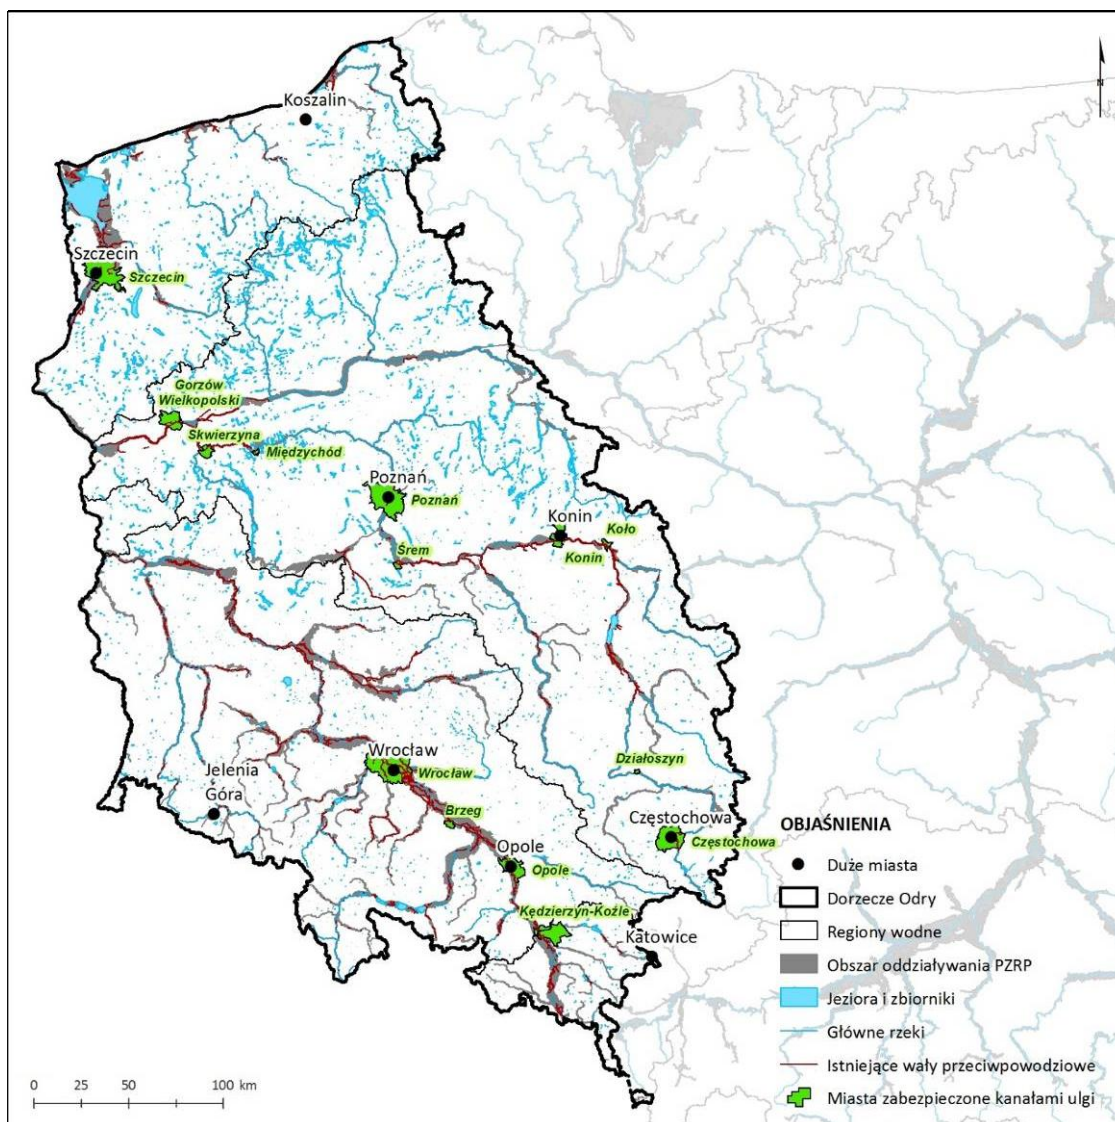 N
Koszalin
Szczecin
Szczecin
Gorzów
Wielkopolski
Skwierzyna
Międzychód
Poznań
Poznań
Konin
Koło
Śrem
Konin
Wrocław
Wrocław
Działoszyn
Jelenia
Góra
Brzeg
Częstochowa
Częstochowa
Opole
Opole
Kędzierzyn-Koźle
Katowice
OBJAŚNIENIA
Duże miasta
Dorzecze Odry
Regiony wodne
Obszar oddziaływania PZRP
Jeziora i zbiorniki
Główne rzeki
Istniejące wały przeciwpowodziowe
Miasta zabezpieczone kanałami ulgi
0 25 50 100 km